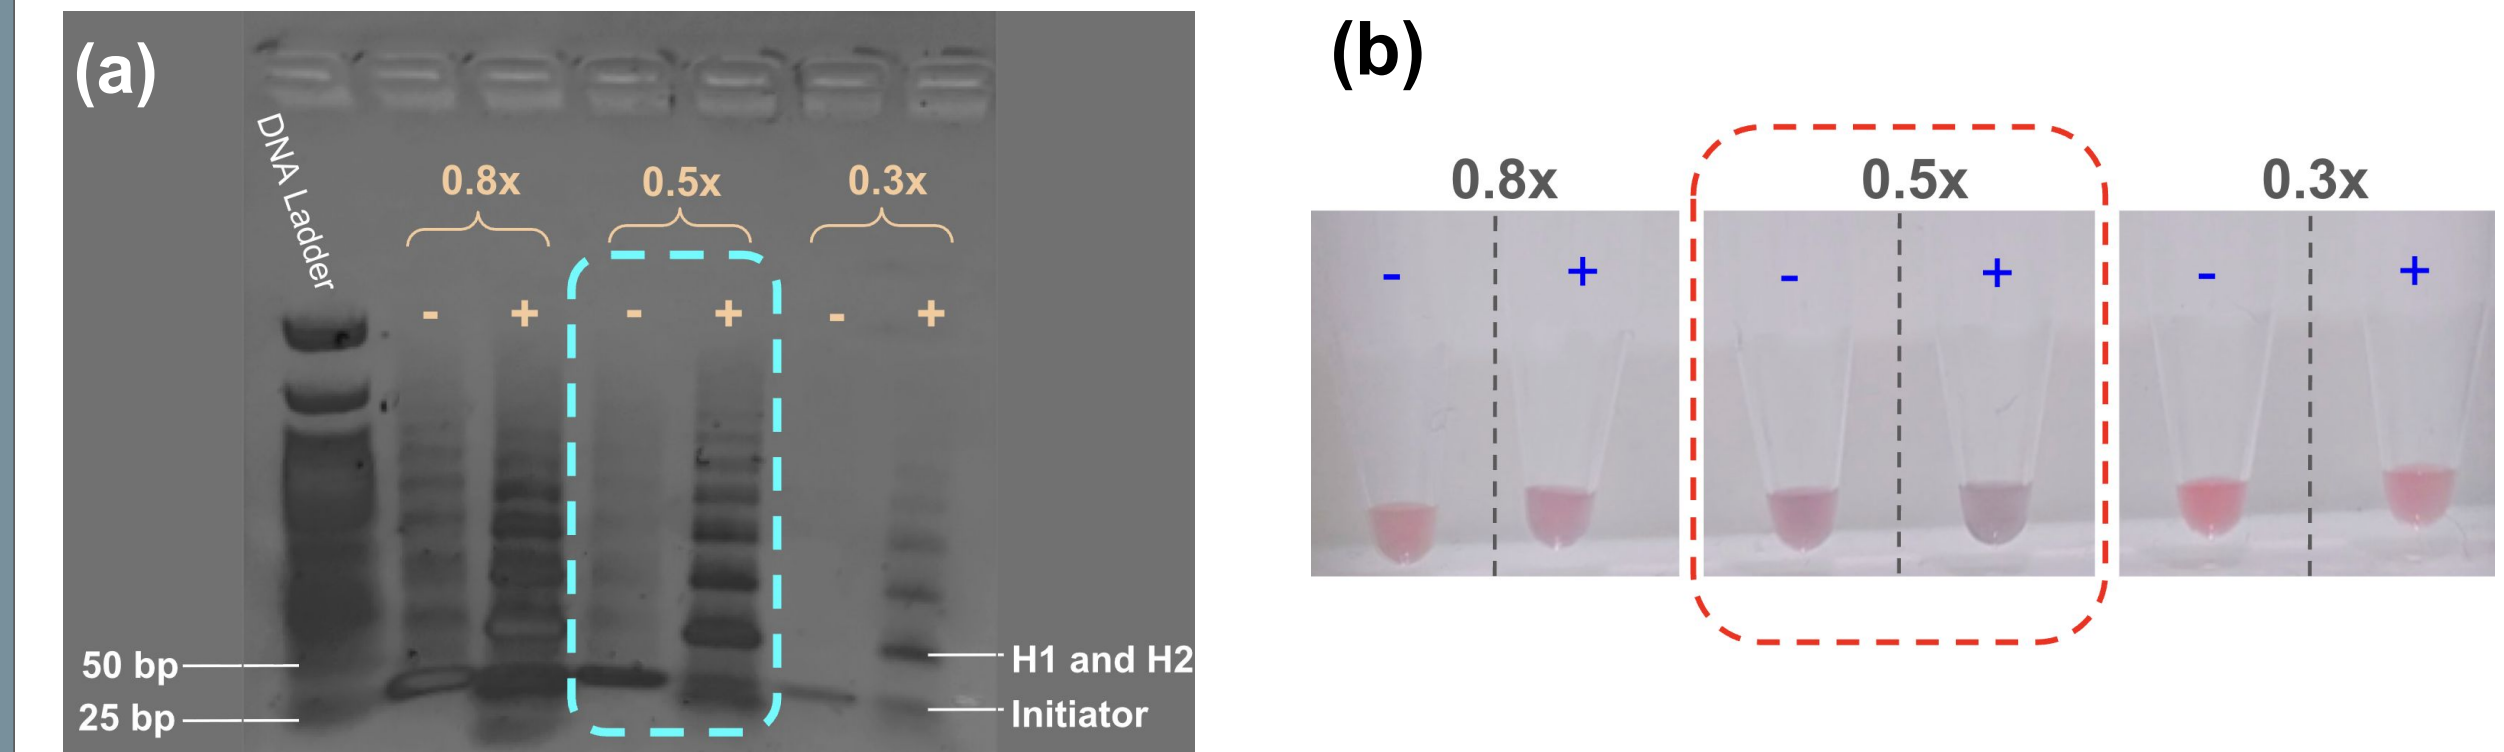 (a)
DNA Ladder
0.8x
0.5x
0.3x
- + - + - +
50 bp
25 bp
H1 and H2
Initiator
(b)
0.8x
0.5x
0.3x
- + - + - +